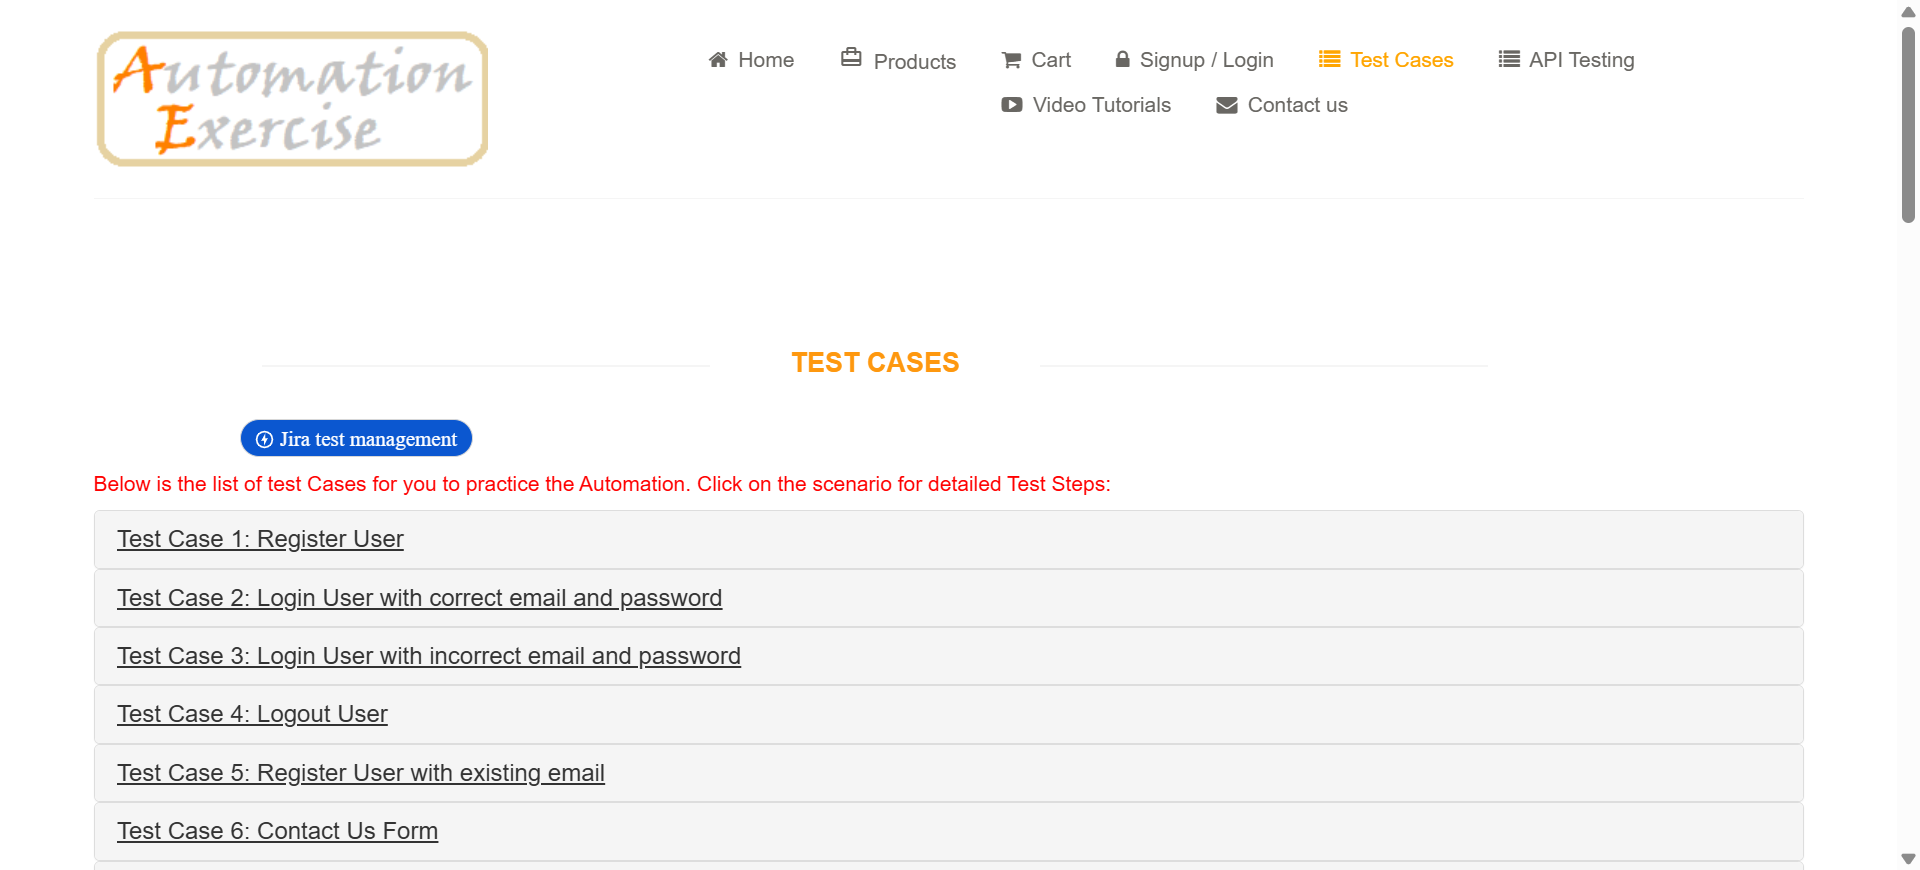 Automation
Exercise
Home Products Cart Signup / Login Test Cases API Testing
Video Tutorials Contact us
TEST CASES
Jira test management
Below is the list of test Cases for you to practice the Automation. Click on the scenario for detailed Test Steps:
Test Case 1: Register User
Test Case 2: Login User with correct email and password
Test Case 3: Login User with incorrect email and password
Test Case 4: Logout User
Test Case 5: Register User with existing email
Test Case 6: Contact Us Form